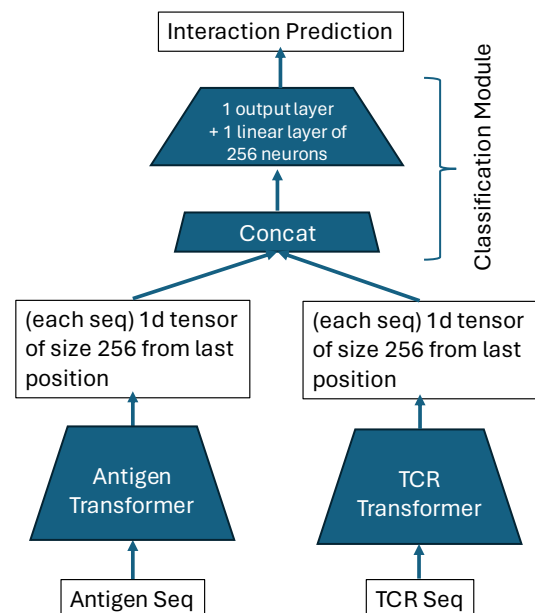 Interaction Prediction
1 output layer
+ 1 linear layer of
256 neurons
Classification Module
Concat
(each seq) 1d tensor
of size 256 from last
position
(each seq) 1d tensor
of size 256 from last
position
Antigen
Transformer
TCR
Transformer
Antigen Seq
TCR Seq